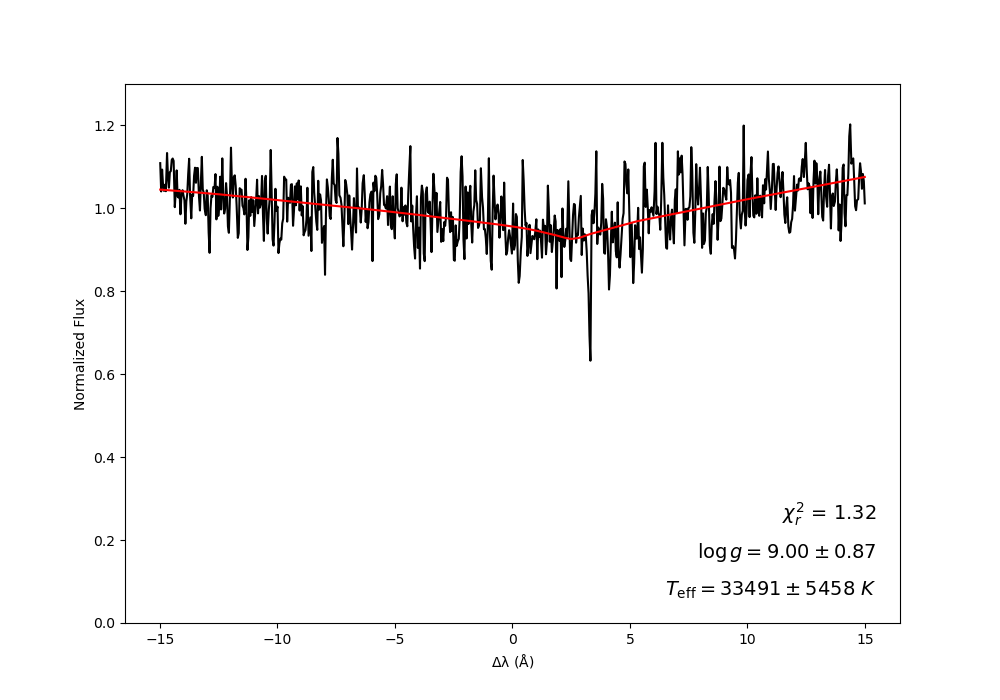 1.2
1.0
0.8
0.6
0.4
0.2
0.0
Normalized Flux
χ²ᵣ = 1.32
log g = 9.00 ± 0.87
T_eff = 33491 ± 5458 K
−15
−10
−5
0
5
10
15
Δλ (Å)